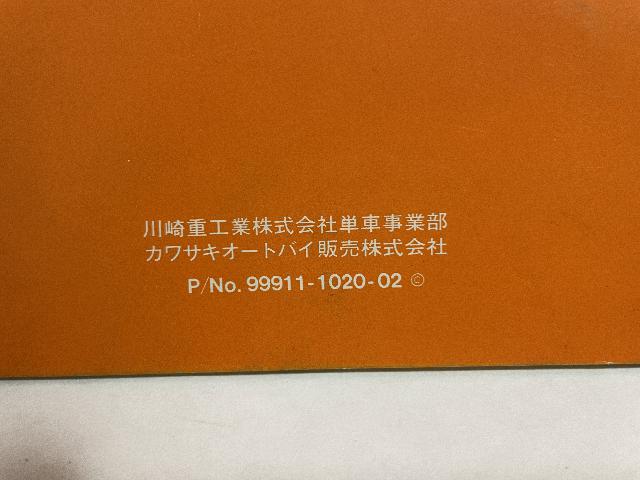 川崎重工業株式会社単車事業部
カワサキオートバイ販売株式会社
P/No. 99911-1020-02 ©